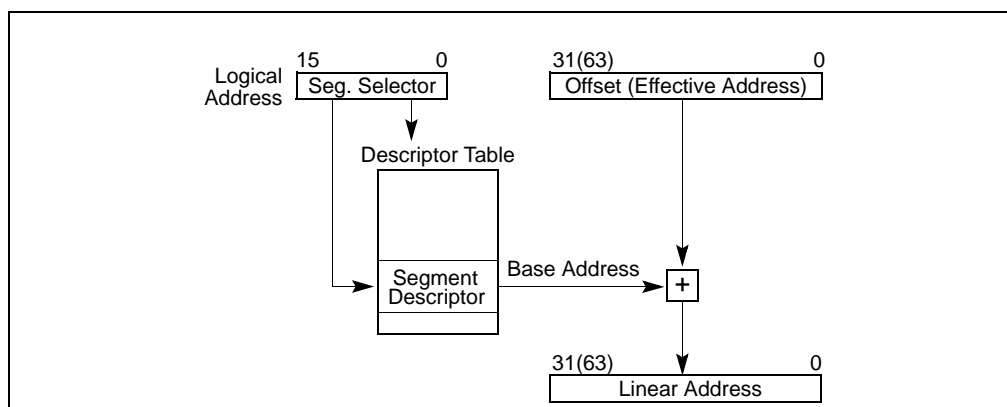 15 0 31(63) 0
Logical Address
Seg. Selector
Offset (Effective Address)
Descriptor Table
Segment
Descriptor
Base Address
+
31(63) 0
Linear Address